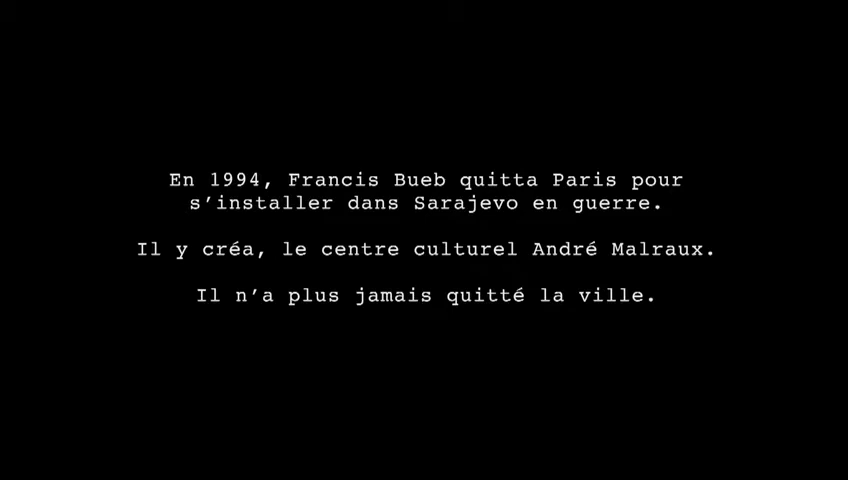 En 1994, Francis Bueb quitta Paris pour
s’installer dans Sarajevo en guerre.
Il y créa, le centre culturel André Malraux.
Il n’a plus jamais quitté la ville.